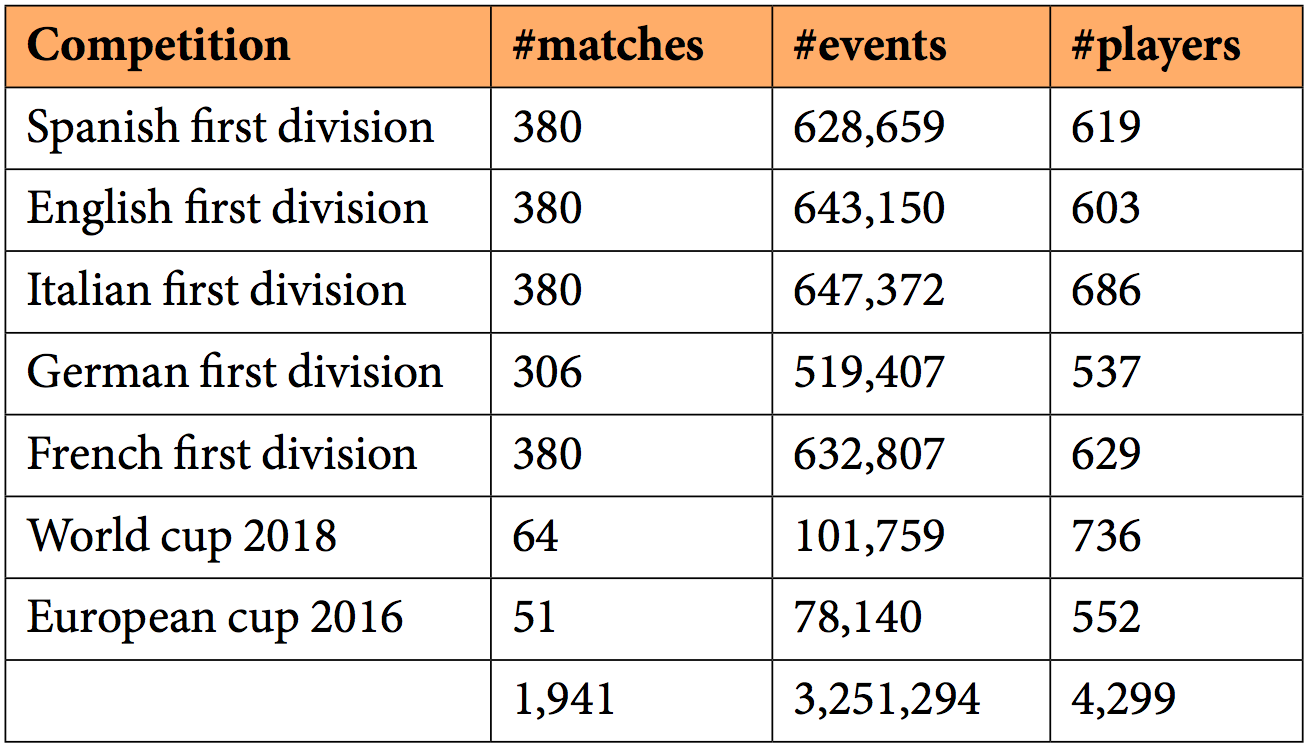 Competition #matches #events #players
Spanish first division 380 628,659 619
English first division 380 643,150 603
Italian first division 380 647,372 686
German first division 306 519,407 537
French first division 380 632,807 629
World cup 2018 64 101,759 736
European cup 2016 51 78,140 552
1,941 3,251,294 4,299